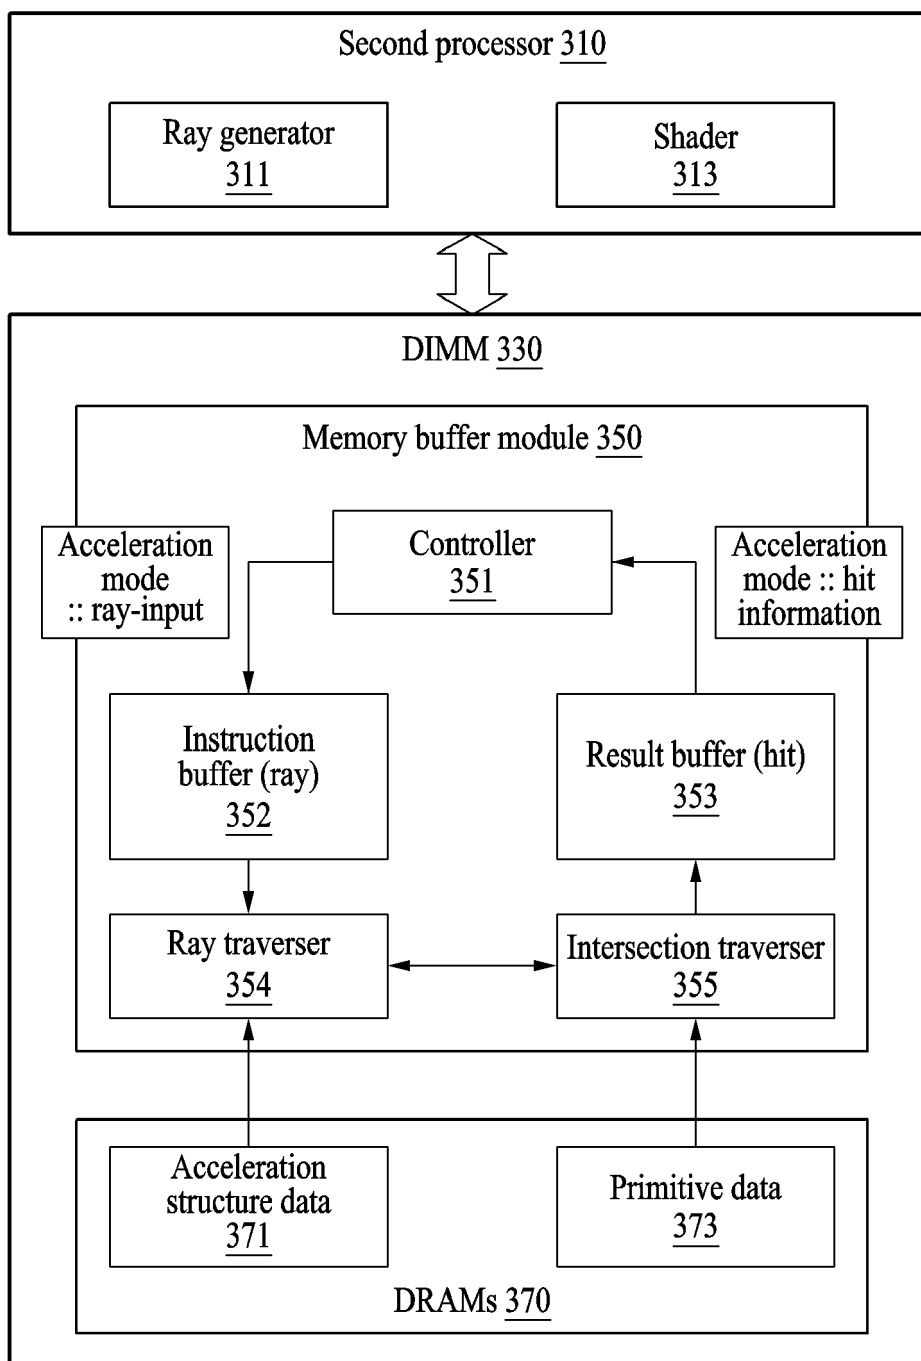 Second processor 310
Ray generator
311
Shader
313
DIMM 330
Memory buffer module 350
Acceleration
mode
:: ray-input
Controller
351
Acceleration
mode :: hit
information
Instruction
buffer (ray)
352
Result buffer (hit)
353
Ray traverser
354
Intersection traverser
355
Acceleration
structure data
371
Primitive data
373
DRAMs 370